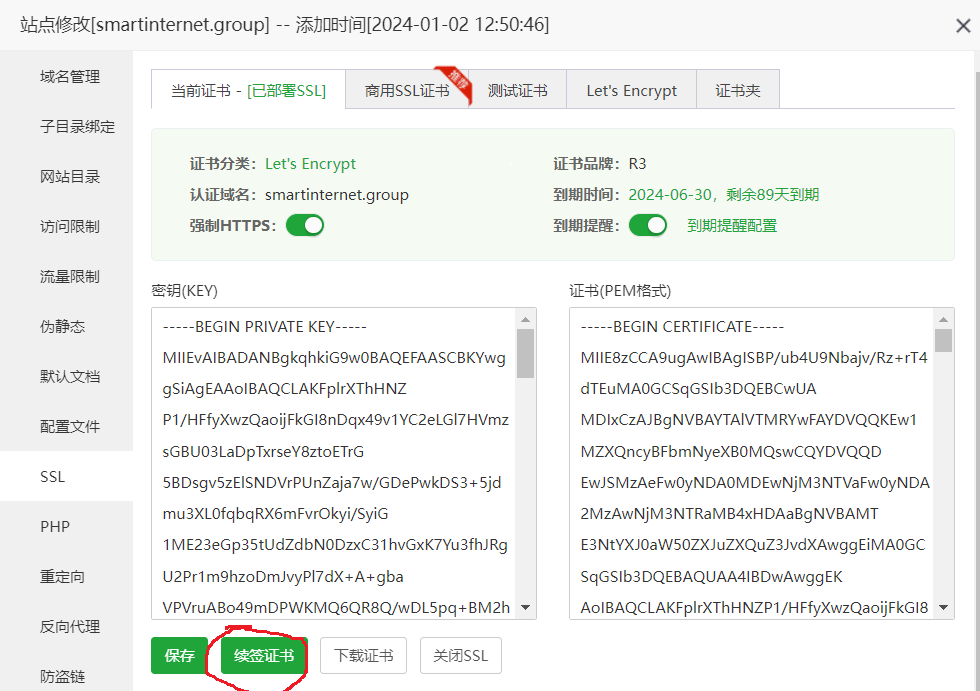 站点修改[smartinternet.group] -- 添加时间[2024-01-02 12:50:46]
域名管理
子目录绑定
网站目录
访问限制
流量限制
伪静态
默认文档
配置文件
SSL
PHP
重定向
反向代理
防盗链
当前证书 - [已部署SSL]
商用SSL证书
推荐
测试证书
Let's Encrypt
证书夹
证书分类：Let's Encrypt
证书品牌：R3
认证域名：smartinternet.group
到期时间：2024-06-30，剩余89天到期
强制HTTPS：
到期提醒：到期提醒配置
密钥(KEY)
-----BEGIN PRIVATE KEY-----
MIIEvAIBADANBgkqhkiG9w0BAQEFAASCBKYwg
gSiAgEAAoIBAQCLAKFplrXThHNZ
P1/HFfyXwzQaoijFkGI8nDqx49v1YC2eLGl7HVmz
sGBU03LaDpTxrseY8ztoETrG
5BDsgv5zElSNDVrPUnZaja7w/GDePwkDS3+5jd
mu3XL0fqbqRX6mFvrOkyi/SyiG
1ME23eGp35tUdZdbN0DzxC31hvGxK7Yu3fhJRg
U2Pr1m9hzoDmJvyPl7dX+A+gba
VPVruABo49mDPWKMQ6QR8Q/wDL5pq+BM2h
证书(PEM格式)
-----BEGIN CERTIFICATE-----
MIIE8zCCA9ugAwIBAgISBP/ub4U9Nbajv/Rz+rT4
dTEuMA0GCSqGSIb3DQEBCwUA
MDIxCzAJBgNVBAYTAlVTMRYwFAYDVQQKEw1
MZXQncyBFbmNyeXB0MQswCQYDVQQD
EwJSMzAeFw0yNDA0MDEwNjM3NTVaFw0yNDA
2MzAwNjM3NTRaMB4xHDAaBgNVBAMT
E3NtYXJ0aW50ZXJuZXQuZ3JvdXAwggEiMA0GC
SqGSIb3DQEBAQUAA4IBDwAwggEK
AoIBAQCLAKFplrXThHNZP1/HFfyXwzQaoijFkGI8
保存
续签证书
下载证书
关闭SSL